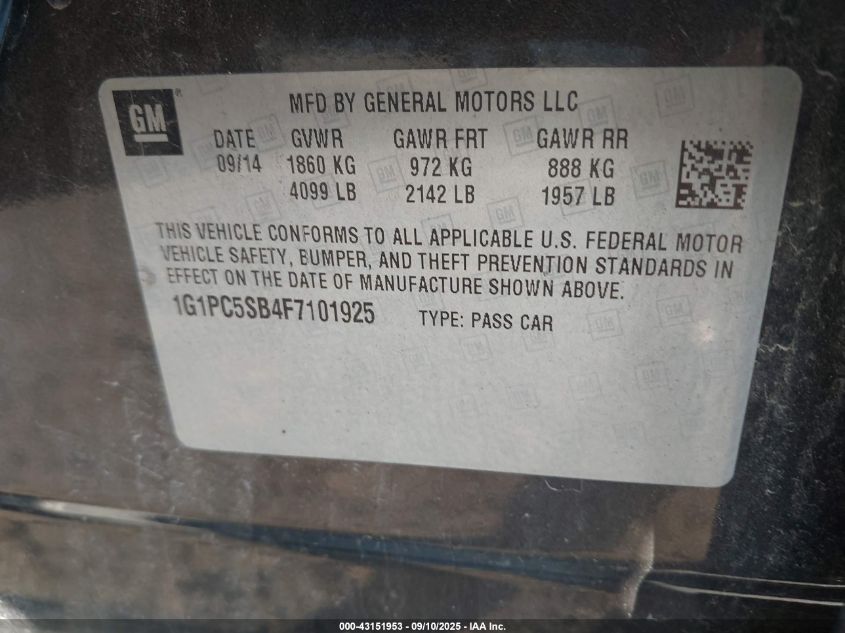 GM
MFD BY GENERAL MOTORS LLC
DATE GVWR GAWR FRT GAWR RR
09/14 1860 KG 972 KG 888 KG
4099 LB 2142 LB 1957 LB
THIS VEHICLE CONFORMS TO ALL APPLICABLE U.S. FEDERAL MOTOR
VEHICLE SAFETY, BUMPER, AND THEFT PREVENTION STANDARDS IN
EFFECT ON THE DATE OF MANUFACTURE SHOWN ABOVE.
1G1PC5SB4F7101925 TYPE: PASS CAR
000-43151953 - 09/10/2025 - IAA Inc.